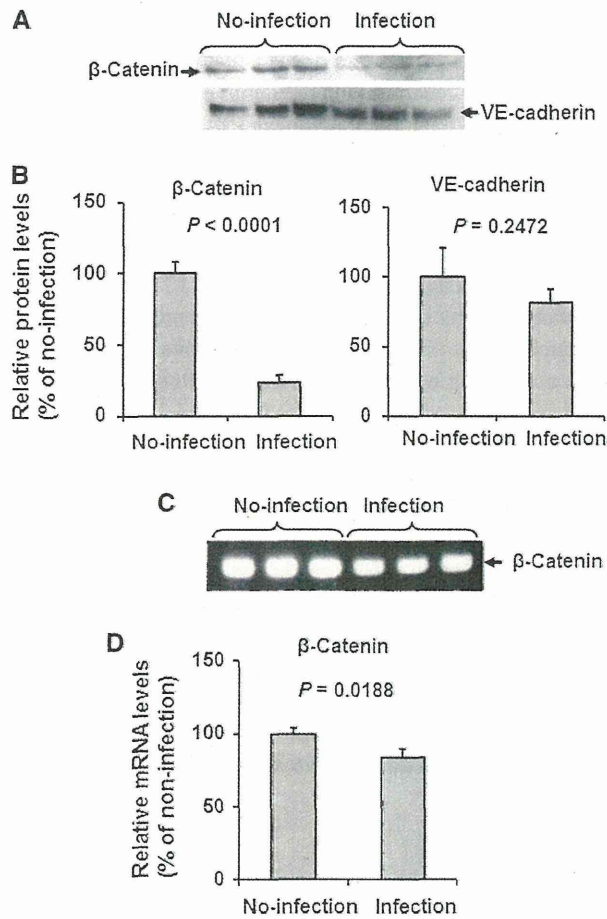 A
No-infection Infection
β-Catenin
VE-cadherin
B
β-Catenin
P < 0.0001
Relative protein levels
(% of no-infection)
150
100
50
0
No-infection Infection
VE-cadherin
P = 0.2472
150
100
50
0
No-infection Infection
C
No-infection Infection
β-Catenin
D
β-Catenin
P = 0.0188
Relative mRNA levels
(% of non-infection)
150
100
50
0
No-infection Infection